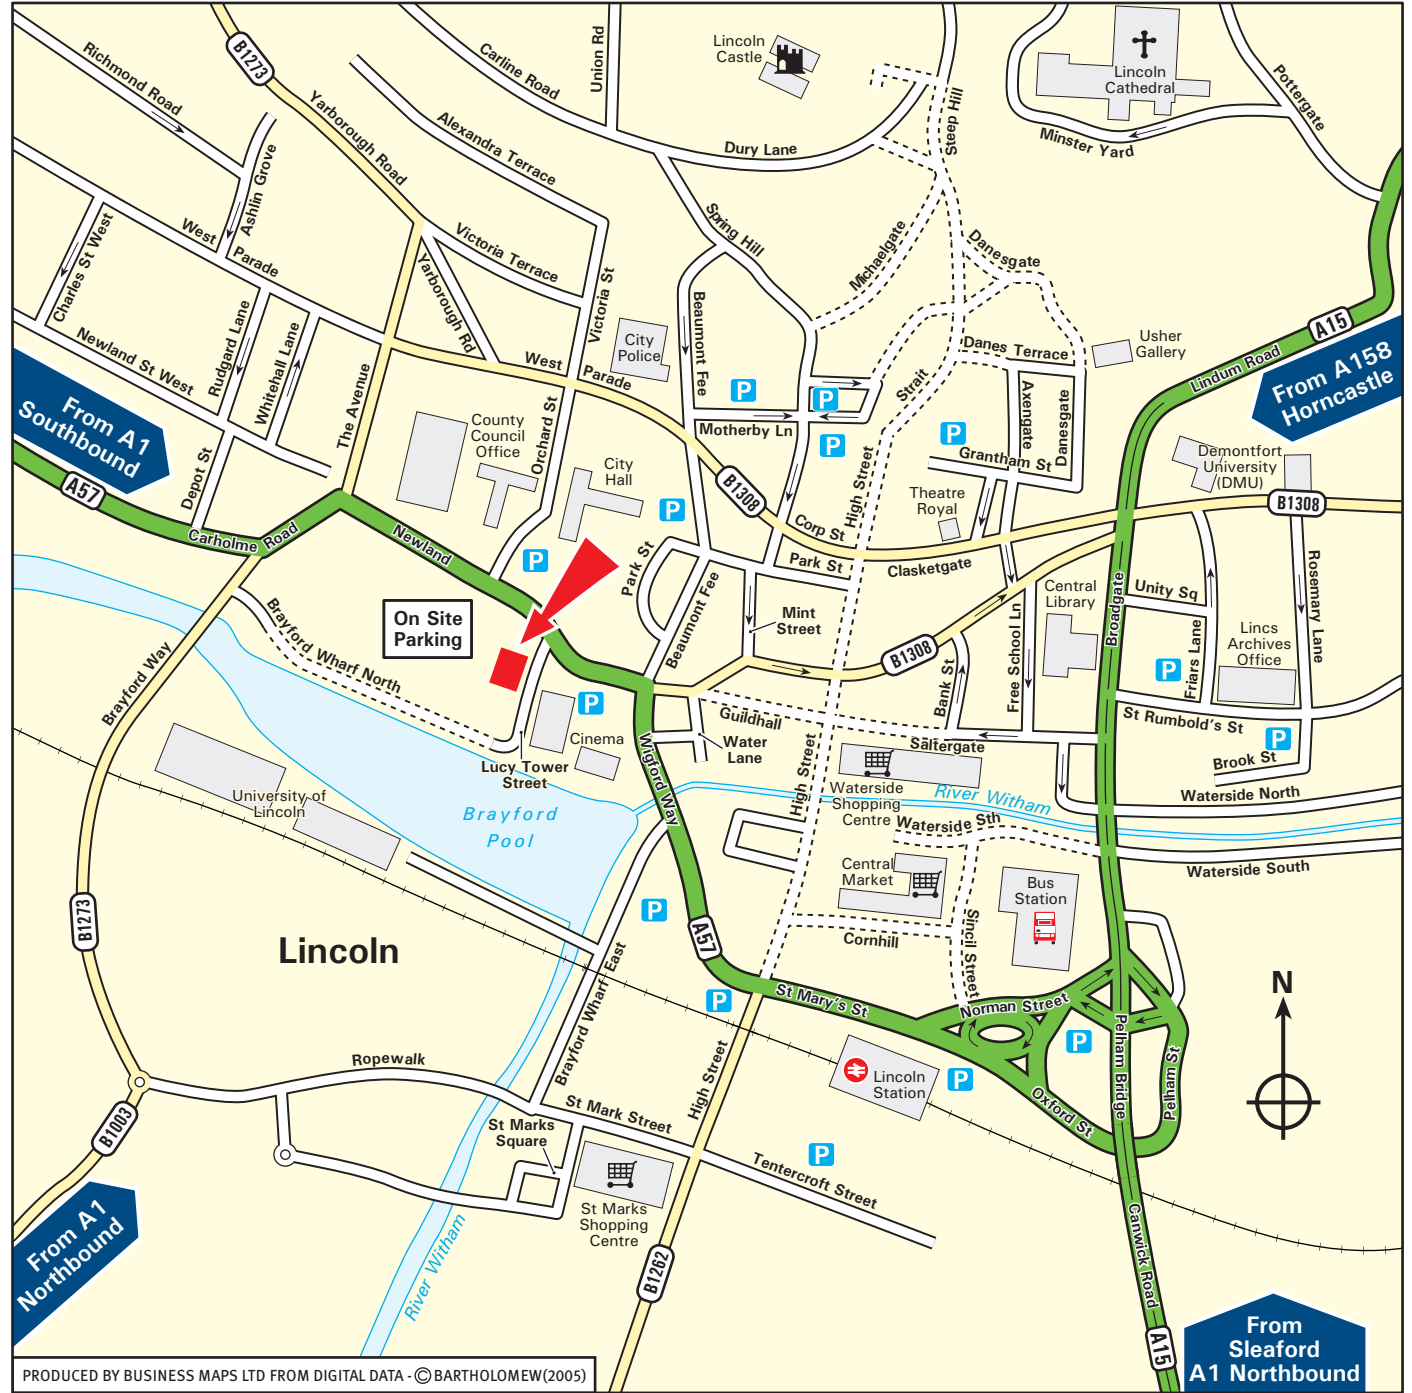 Richmond Road
B1273
Yarborough Road
Carline Road
Union Rd
Lincoln
Castle
Steep Hill
Lincoln
Cathedral
Pottergate
Minster Yard
Alexandra Terrace
Dury Lane
Ashlin Grove
Charles St West
West
Parade
Victoria Terrace
Yarborough Rd
Victoria St
Spring Hill
Michaelgate
Danesgate
Beaumont Fee
City
Police
Newland St West
Rudgard Lane
Whitehall Lane
The Avenue
West
Parade
Strait
Danes Terrace
Usher
Gallery
Lindum Road
A15
From A158
Horncastle
From A1
Southbound
A57
Depot St
County
Council
Office
Orchard St
City
Hall
P
P
P
P
P
Motherby Ln
Axengate
Danesgate
Grantham St
High Street
Theatre
Royal
Demontfort
University
(DMU)
B1308
B1308
Carholme Road
Newland
P
Park St
Corp St
Park St
Clasketgate
Broadgate
Unity Sq
Rosemary Lane
On Site
Parking
Brayford Wharf North
Brayford Way
Beaumont Fee
Mint
Street
B1308
Free School Ln
Central
Library
Bank St
P
Friars Lane
Lincs
Archives
Office
P
Cinema
Lucy Tower
Street
Wigford Way
Guildhall
Water
Lane
High Street
Saltergate
St Rumbold's St
P
Brook St
Waterside North
University of
Lincoln
Brayford
Pool
Waterside
Shopping
Centre
River Witham
Waterside Sth
Waterside South
Central
Market
Bus
Station
P
B1273
Lincoln
A57
Cornhill
Sincil Street
Brayford Wharf East
P
St Mary's St
Norman Street
P
N
Pelham Bridge
Pelham St
Ropewalk
High Street
Lincoln
Station
P
Oxford St
B1003
St Mark Street
St Marks
Square
P
Tentercroft Street
St Marks
Shopping
Centre
From A1
Northbound
River Witham
B1262
Canwick Road
A15
From
Sleaford
A1 Northbound
PRODUCED BY BUSINESS MAPS LTD FROM DIGITAL DATA - © BARTHOLOMEW(2005)